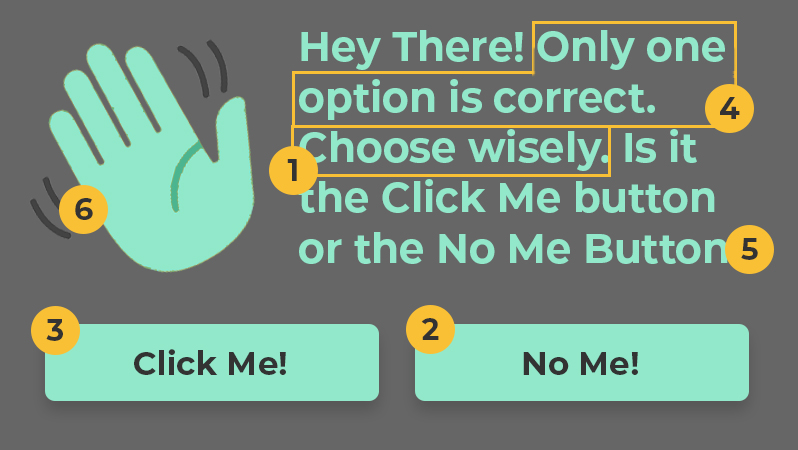 Hey There! Only one
option is correct.
4
Choose wisely. Is it
1
the Click Me button
6
or the No Me Button
5
3
2
Click Me!
No Me!